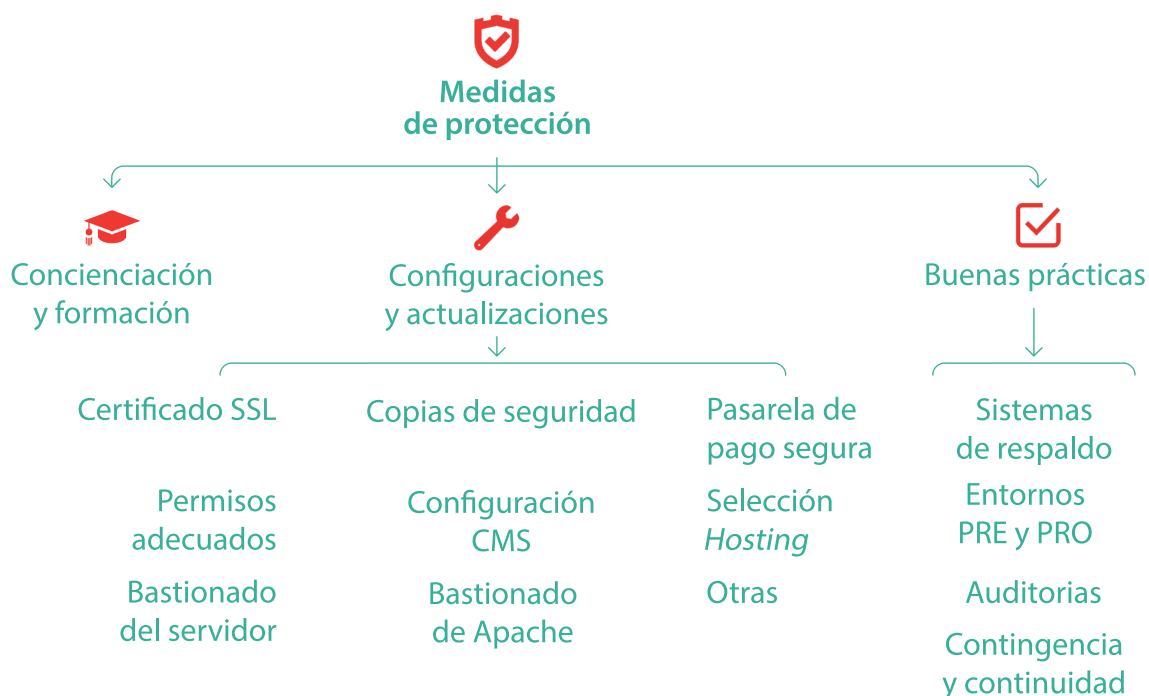 Medidas
de protección
Concienciación
y formación
Configuraciones
y actualizaciones
Buenas prácticas
Certificado SSL
Permisos
adecuados
Bastionado
del servidor
Copias de seguridad
Configuración
CMS
Bastionado
de Apache
Pasarela de
pago segura
Selección
Hosting
Otras
Sistemas
de respaldo
Entornos
PRE y PRO
Auditorias
Contingencia
y continuidad